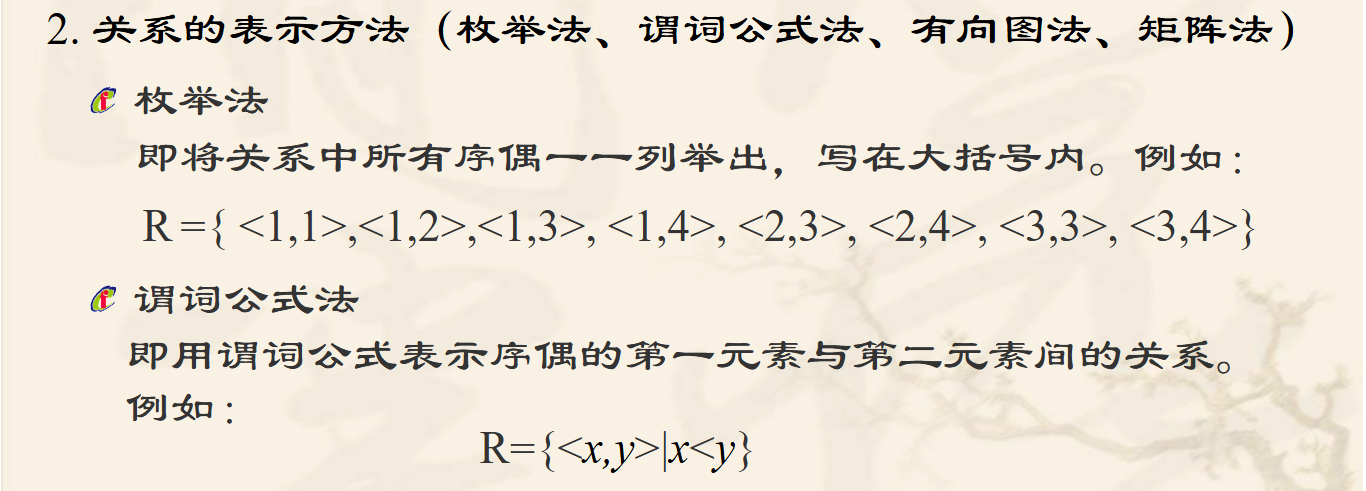 2. 关系的表示方法（枚举法、谓词公式法、有向图法、矩阵法）
枚举法
即将关系中所有序偶一一列举出，写在大括号内。例如：
R ={ <1,1>,<1,2>,<1,3>, <1,4>, <2,3>, <2,4>, <3,3>, <3,4>}
谓词公式法
即用谓词公式表示序偶的第一元素与第二元素间的关系。
例如：
R={<x,y>|x<y}